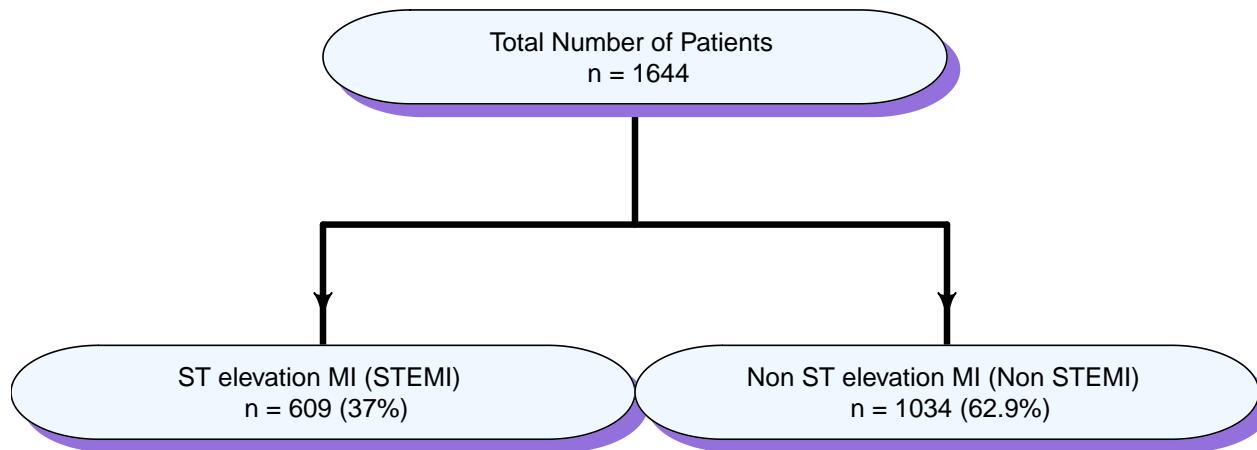 Total Number of Patients
n = 1644
ST elevation MI (STEMI)
n = 609 (37%)
Non ST elevation MI (Non STEMI)
n = 1034 (62.9%)